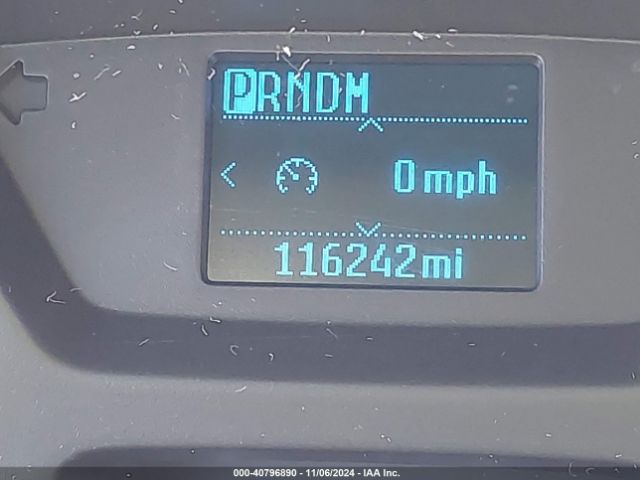 PRNDM
0 mph
116242mi
000-40796890 - 11/06/2024 - IAA Inc.